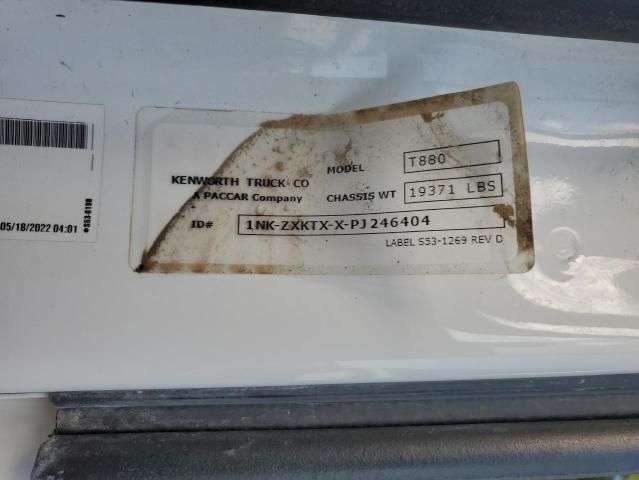 KENWORTH TRUCK CO
A PACCAR Company
MODEL T880
CHASSIS WT 19371 LBS
ID# 1NK-ZXKTX-X-PJ246404
LABEL S53-1269 REV D
05/18/2022 04:01